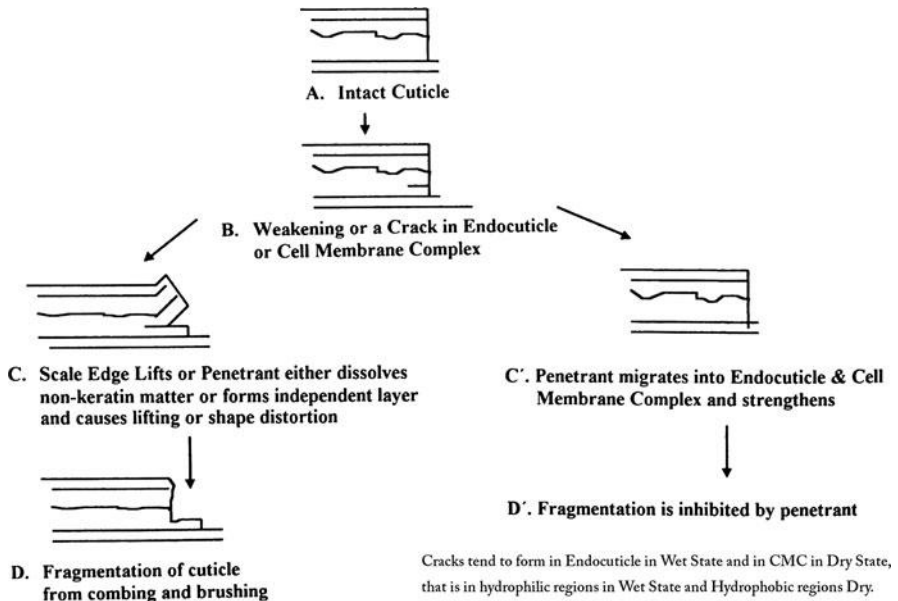 A. Intact Cuticle
B. Weakening or a Crack in Endocuticle
or Cell Membrane Complex
C. Scale Edge Lifts or Penetrant either dissolves
non-keratin matter or forms independent layer
and causes lifting or shape distortion
C´. Penetrant migrates into Endocuticle & Cell
Membrane Complex and strengthens
D´. Fragmentation is inhibited by penetrant
D. Fragmentation of cuticle
from combing and brushing
Cracks tend to form in Endocuticle in Wet State and in CMC in Dry State,
that is in hydrophilic regions in Wet State and Hydrophobic regions Dry.